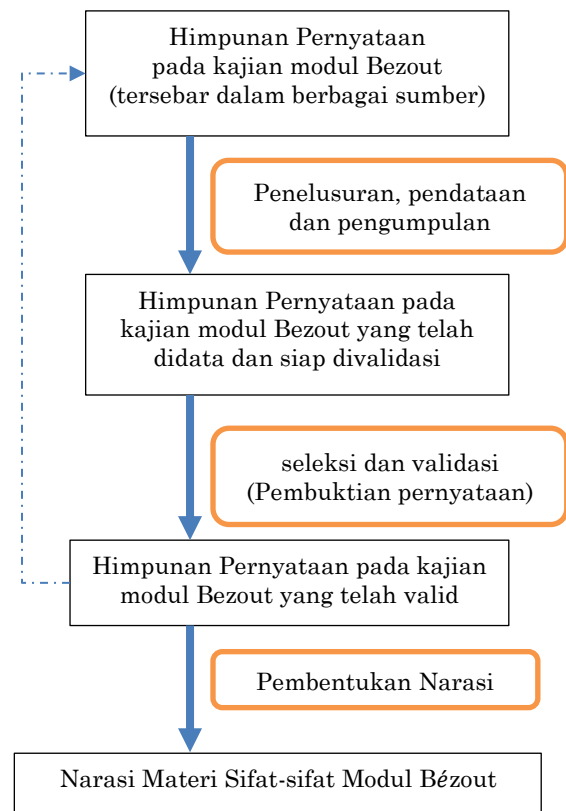 Himpunan Pernyataan
pada kajian modul Bezout
(tersebar dalam berbagai sumber)
Penelusuran, pendataan
dan pengumpulan
Himpunan Pernyataan pada
kajian modul Bezout yang telah
didata dan siap divalidasi
seleksi dan validasi
(Pembuktian pernyataan)
Himpunan Pernyataan pada kajian
modul Bezout yang telah valid
Pembentukan Narasi
Narasi Materi Sifat-sifat Modul Bézout